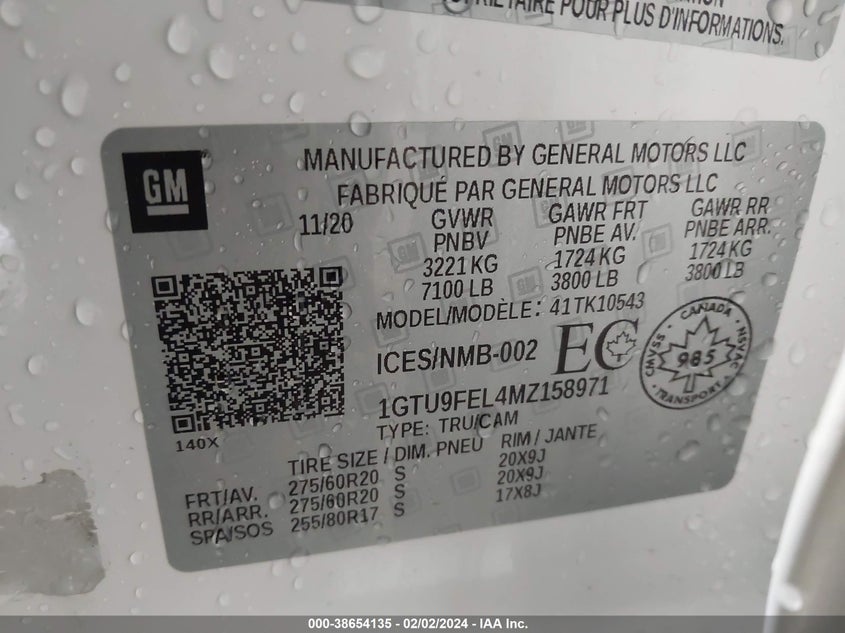 PRIETAIRE POUR PLUS D'INFORMATIONS.
GM
MANUFACTURED BY GENERAL MOTORS LLC
FABRIQUÉ PAR GENERAL MOTORS LLC
11/20 GVWR GAWR FRT GAWR RR
PNBV PNBE AV. PNBE ARR.
3221 KG 1724 KG 1724 KG
7100 LB 3800 LB 3800 LB
MODEL/MODÈLE: 41TK10543
ICES/NMB-002 EC
CANADA
CMVSS 985 NSVAC
TRANSPORT
1GTU9FEL4MZ158971
TYPE: TRU/CAM
140X
TIRE SIZE / DIM. PNEU RIM / JANTE
FRT/AV. 275/60R20 S 20X9J
RR/ARR. 275/60R20 S 20X9J
SPA/SOS 255/80R17 S 17X8J
000-38654135 - 02/02/2024 - IAA Inc.